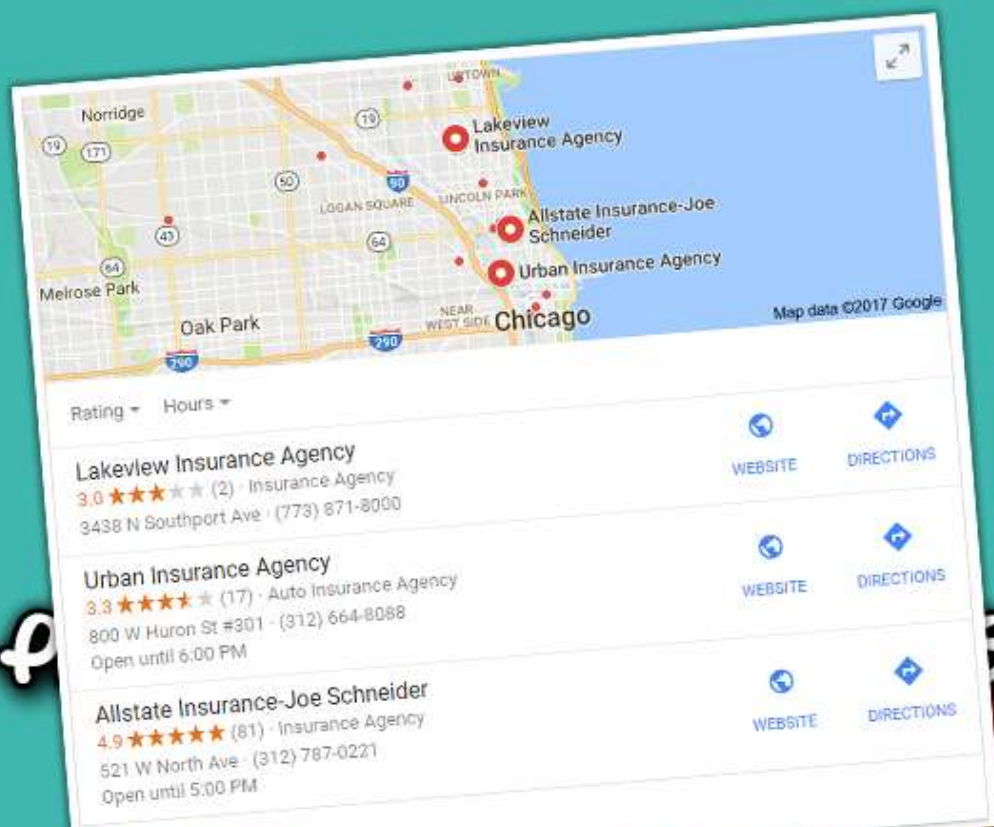 UPTOWN
Norridge
19
19
171
Lakeview
Insurance Agency
50
90
LOGAN SQUARE
LINCOLN PARK
Allstate Insurance-Joe
Schneider
43
64
64
Urban Insurance Agency
Melrose Park
Oak Park
NEAR
WEST SIDE
Chicago
Map data ©2017 Google
290
290
Rating
Hours
Lakeview Insurance Agency
3.0 ★★★★★ (2) · Insurance Agency
3438 N Southport Ave · (773) 871-8000
WEBSITE
DIRECTIONS
Urban Insurance Agency
3.3 ★★★★★ (17) · Auto Insurance Agency
800 W Huron St #301 · (312) 664-8088
Open until 6:00 PM
WEBSITE
DIRECTIONS
Allstate Insurance-Joe Schneider
4.9 ★★★★★ (81) · Insurance Agency
521 W North Ave · (312) 787-0221
Open until 5:00 PM
WEBSITE
DIRECTIONS